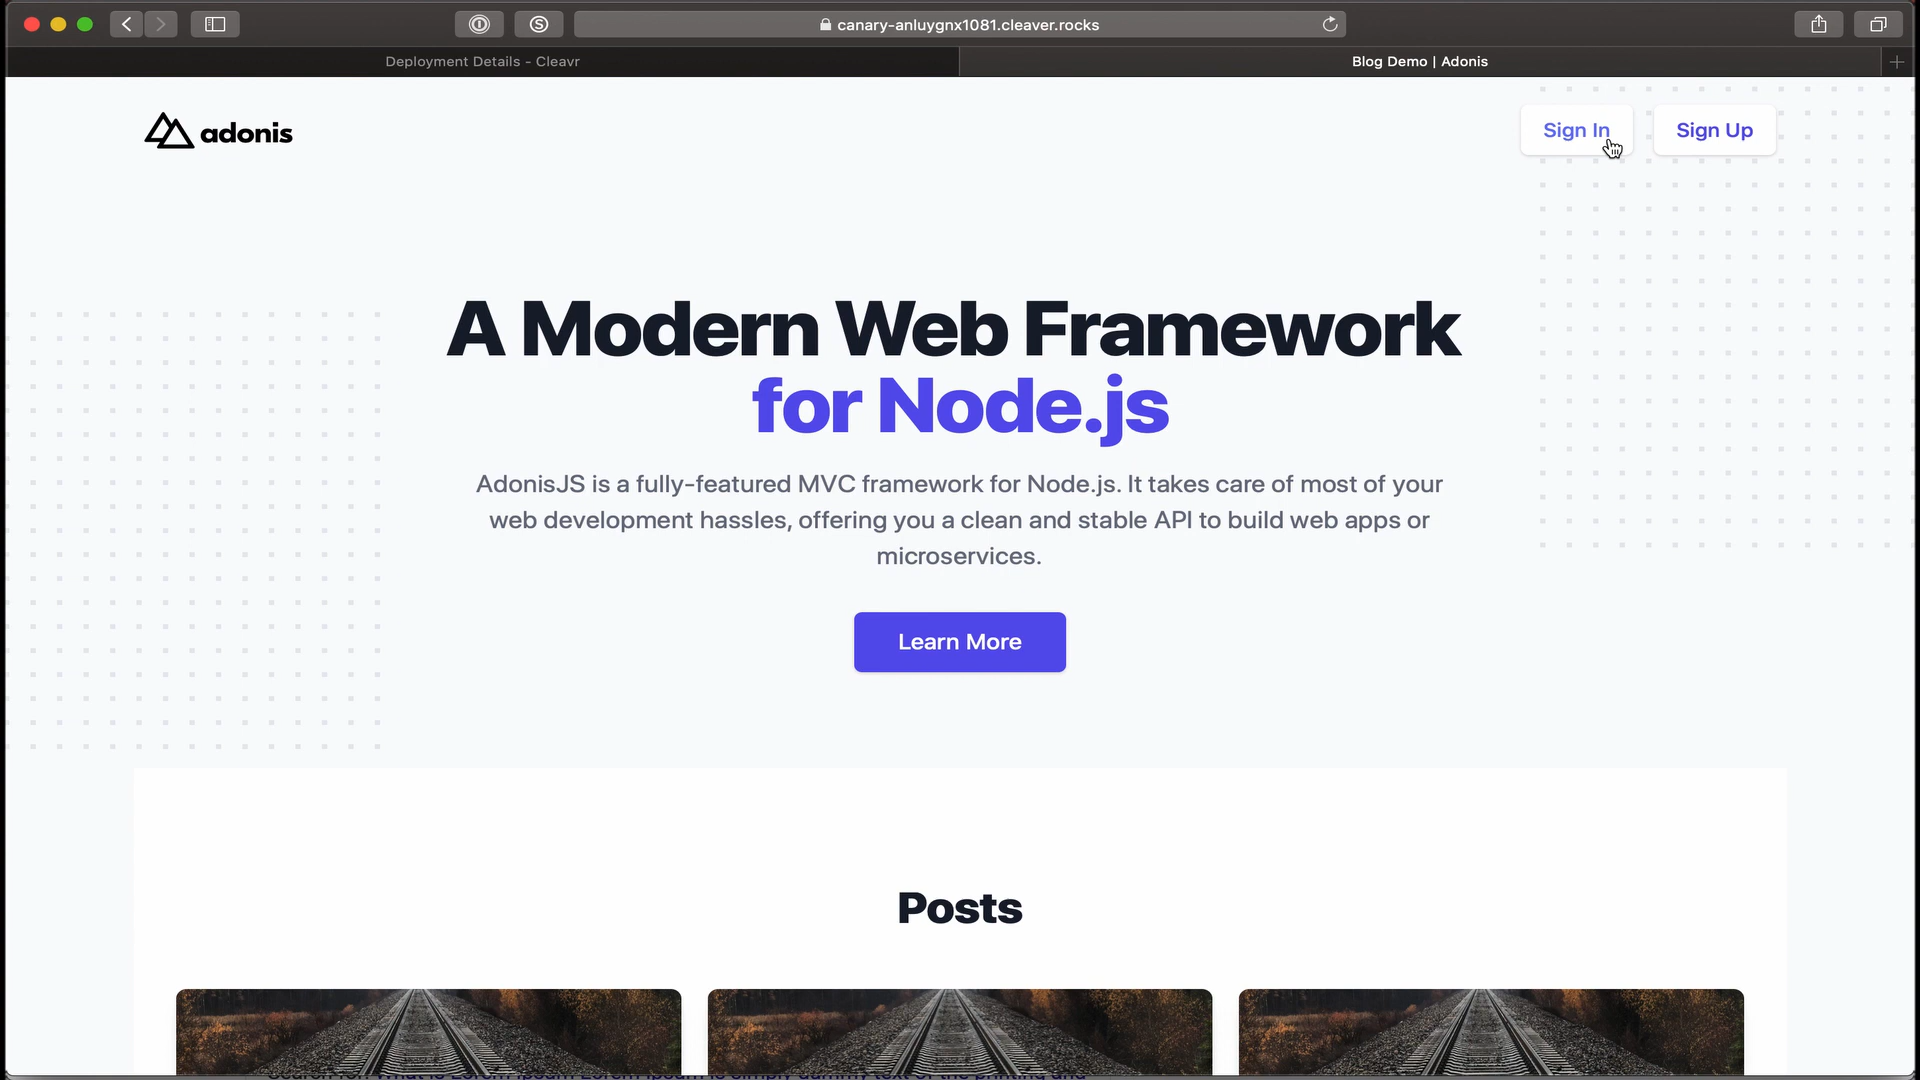 canary-anluygnx1081.cleaver.rocks
Deployment Details - Cleavr
Blog Demo | Adonis
adonis
Sign In
Sign Up
A Modern Web Framework
for Node.js
AdonisJS is a fully-featured MVC framework for Node.js. It takes care of most of your
web development hassles, offering you a clean and stable API to build web apps or
microservices.
Learn More
Posts